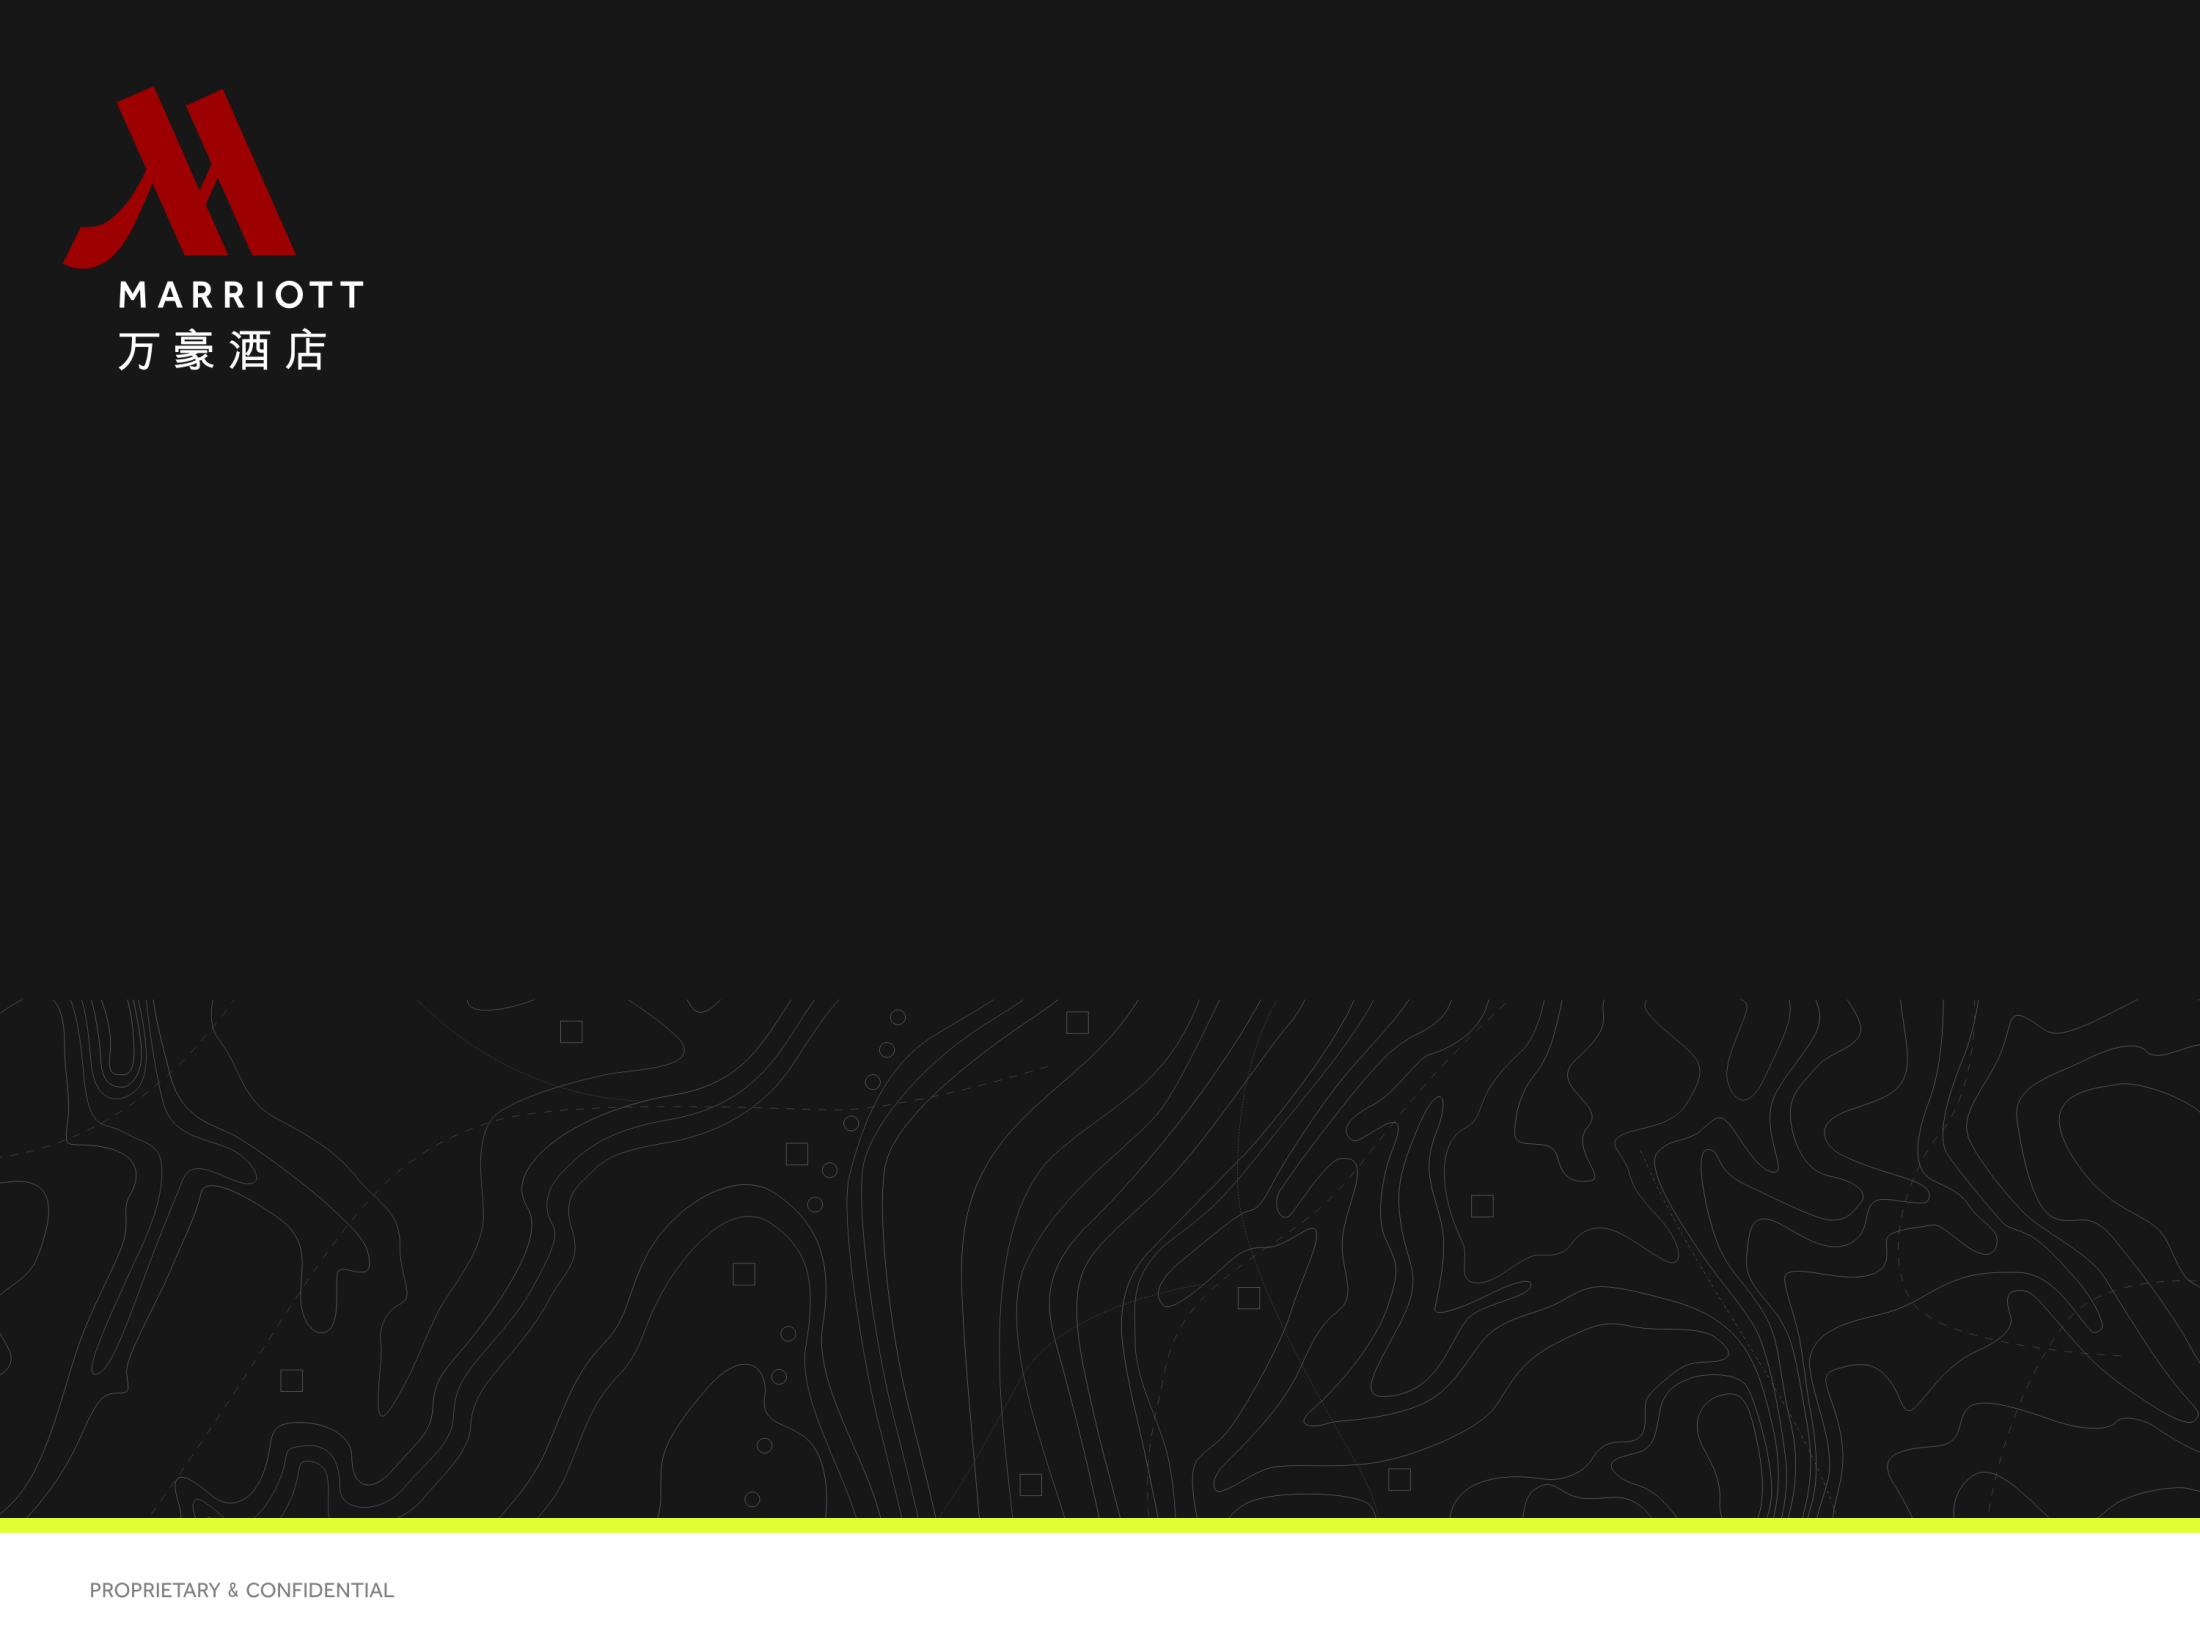 MARRIOTT
万豪酒店
PROPRIETARY & CONFIDENTIAL